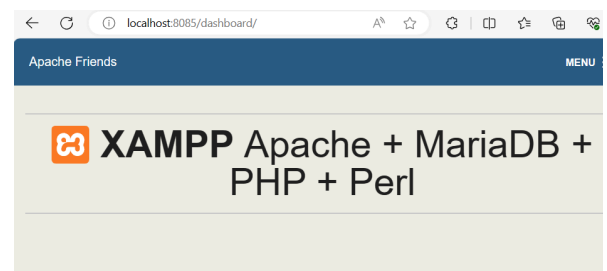 localhost:8085/dashboard/
Apache Friends
MENU
XAMPP Apache + MariaDB +
PHP + Perl